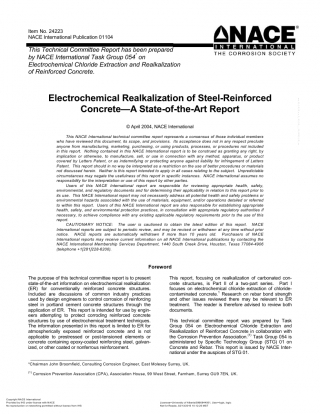 Item No. 24223
NACE International Publication 01104
This Technical Committee Report has been prepared
by NACE International Task Group 054 on
Electrochemical Chloride Extraction and Realkalization
of Reinforced Concrete.
NACE®
INTERNATIONAL
THE CORROSION SOCIETY
Electrochemical Realkalization of Steel-Reinforced
Concrete—A State-of-the-Art Report
© April 2004, NACE International
This NACE International technical committee report represents a consensus of those individual members
who have reviewed this document, its scope, and provisions. Its acceptance does not in any respect preclude
anyone from manufacturing, marketing, purchasing, or using products, processes, or procedures not included
in this report. Nothing contained in this NACE International report is to be construed as granting any right, by
implication or otherwise, to manufacture, sell, or use in connection with any method, apparatus, or product
covered by Letters Patent, or as indemnifying or protecting anyone against liability for infringement of Letters
Patent. This report should in no way be interpreted as a restriction on the use of better procedures or materials
not discussed herein. Neither is this report intended to apply in all cases relating to the subject. Unpredictable
circumstances may negate the usefulness of this report in specific instances. NACE International assumes no
responsibility for the interpretation or use of this report by other parties.
Users of this NACE International report are responsible for reviewing appropriate health, safety,
environmental, and regulatory documents and for determining their applicability in relation to this report prior to
its use. This NACE International report may not necessarily address all potential health and safety problems or
environmental hazards associated with the use of materials, equipment, and/or operations detailed or referred
to within this report. Users of this NACE International report are also responsible for establishing appropriate
health, safety, and environmental protection practices, in consultation with appropriate regulatory authorities if
necessary, to achieve compliance with any existing applicable regulatory requirements prior to the use of this
report.
CAUTIONARY NOTICE: The user is cautioned to obtain the latest edition of this report. NACE
International reports are subject to periodic review, and may be revised or withdrawn at any time without prior
notice. NACE reports are automatically withdrawn if more than 10 years old. Purchasers of NACE
International reports may receive current information on all NACE International publications by contacting the
NACE International Membership Services Department, 1440 South Creek Drive, Houston, Texas 77084-4906
(telephone +1[281]228-6200).
Foreword
The purpose of this technical committee report is to present
state-of-the-art information on electrochemical realkalization
(ER) for conventionally reinforced concrete structures.
Included are discussions of common industry practices
used by design engineers to control corrosion of reinforcing
steel in portland cement concrete structures through the
application of ER. This report is intended for use by engin-
eers attempting to protect corroding reinforced concrete
structures by use of electrochemical treatment techniques.
The information presented in this report is limited to ER for
atmospherically exposed reinforced concrete and is not
applicable to prestressed or post-tensioned elements or
concrete containing epoxy-coated reinforcing steel, galvan-
ized, or other coated or nonferrous reinforcement.
This report, focusing on realkalization of carbonated con-
crete structures, is Part II of a two-part series. Part I
focuses on electrochemical chloride extraction of chloride-
contaminated concrete.¹ Research on rebar bond strength
and other issues reviewed there may be relevant to ER
treatment. The reader is therefore advised to review both
documents.
This technical committee report was prepared by Task
Group 054 on Electrochemical Chloride Extraction and
Realkalization of Reinforced Concrete in collaboration with
the Corrosion Prevention Association.(1) Task Group 054 is
administered by Specific Technology Group (STG) 01 on
Concrete and Rebar. This report is issued by NACE Inter-
national under the auspices of STG 01.
Chairman John Broomfield, Consulting Corrosion Engineer, East Molesey Surrey, UK.
(1) Corrosion Prevention Association (CPA), Association House, 99 West Street, Farnham, Surrey GU9 7EN, UK.